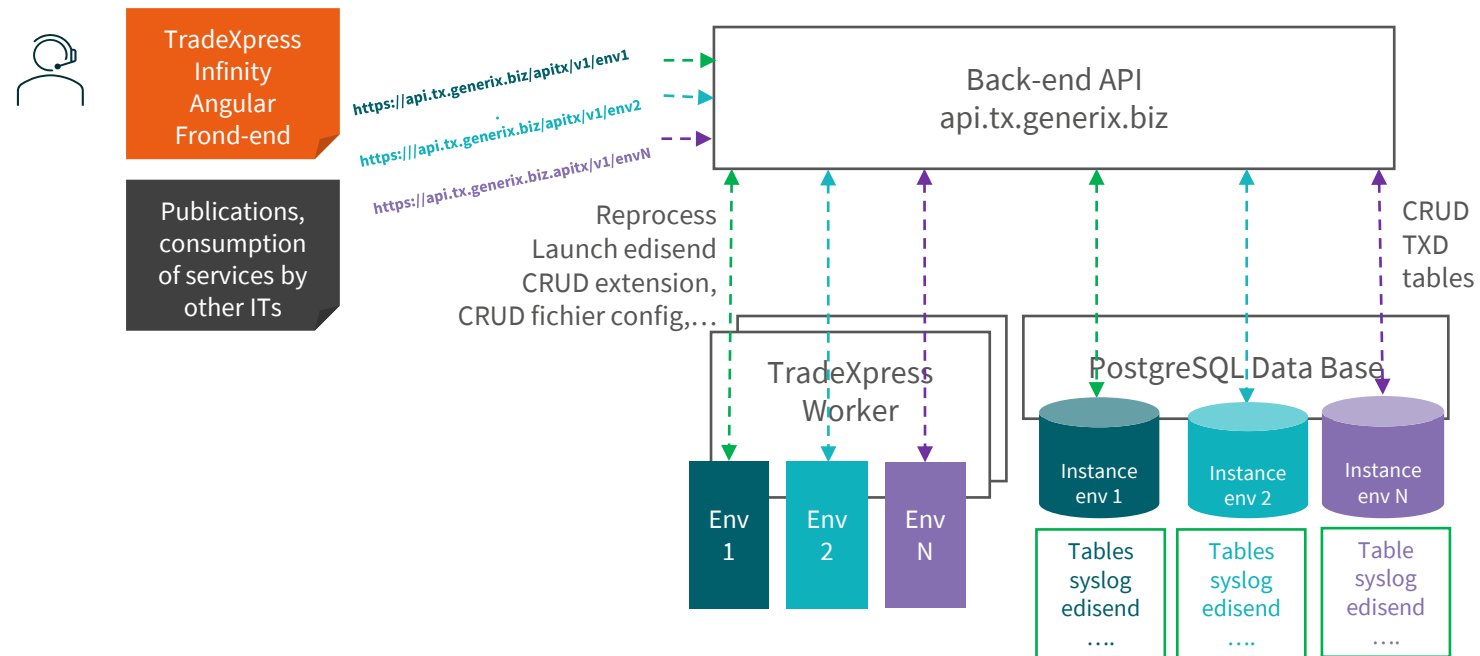 TradeXpress
Infinity
Angular
Frond-end
Publications,
consumption
of services by
other ITs
https://api.tx.generix.biz/apitx/v1/env1
.
https:///api.tx.generix.biz/apitx/v1/env2
https://api.tx.generix.biz.apitx/v1/envN
Back-end API
api.tx.generix.biz
Reprocess
Launch edisend
CRUD extension,
CRUD fichier config,...
CRUD
TXD
tables
TradeXpress
Worker
PostgreSQL Data Base
Env
1
Env
2
Env
N
Instance
env 1
Instance
env 2
Instance
env N
Tables
syslog
edisend
....
Tables
syslog
edisend
....
Table
syslog
edisend
....